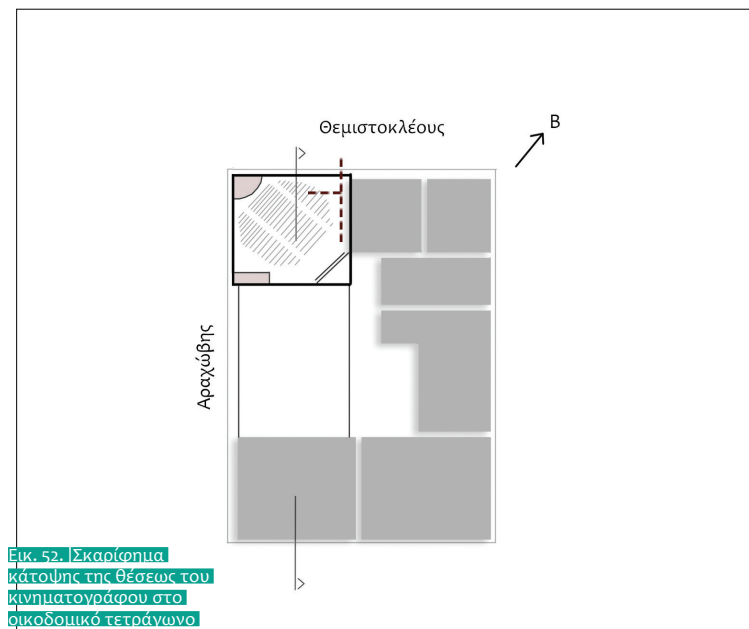 Θεμιστοκλέους
Β
Αραχώβης
Εικ. 52. Σκαρίφημα
κάτοψης της θέσεως του
κινηματογράφου στο
οικοδομικό τετράγωνο